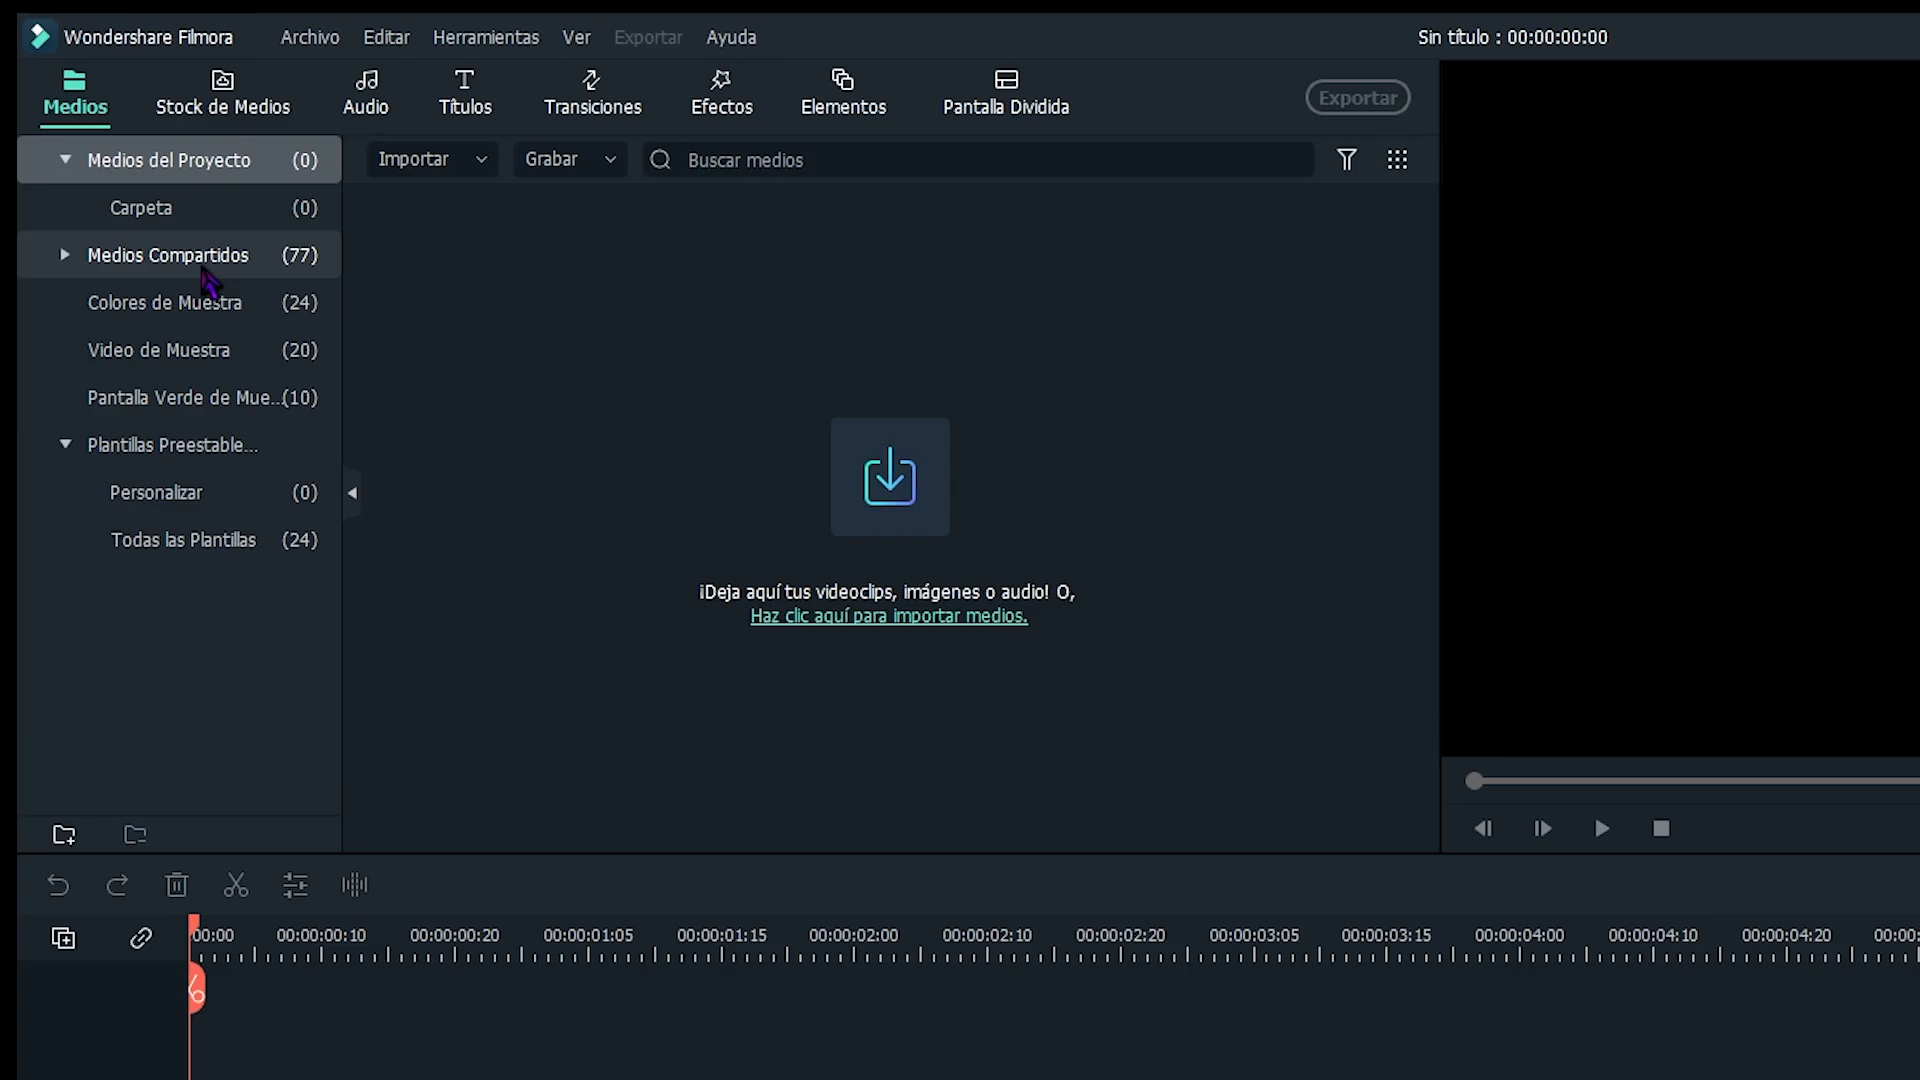 Wondershare Filmora Archivo Editar Herramientas Ver Exportar Ayuda Sin título : 00:00:00:00
Medios Stock de Medios Audio Títulos Transiciones Efectos Elementos Pantalla Dividida Exportar
Medios del Proyecto (0) Importar Grabar Buscar medios
Carpeta (0)
Medios Compartidos (77)
Colores de Muestra (24)
Video de Muestra (20)
Pantalla Verde de Mue...(10)
Plantillas Preestable...
Personalizar (0)
Todas las Plantillas (24)
¡Deja aquí tus videoclips, imágenes o audio! O,
Haz clic aquí para importar medios.
00:00 00:00:00:10 00:00:00:20 00:00:01:05 00:00:01:15 00:00:02:00 00:00:02:10 00:00:02:20 00:00:03:05 00:00:03:15 00:00:04:00 00:00:04:10 00:00:04:20 00:00: